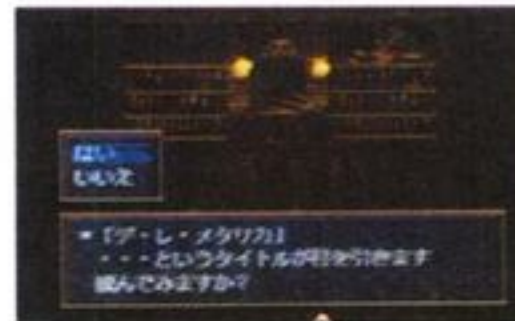 はい
いいえ
*『デ・レ・メタリカ』
・・・というタイトルが目を引きます
読んでみますか?